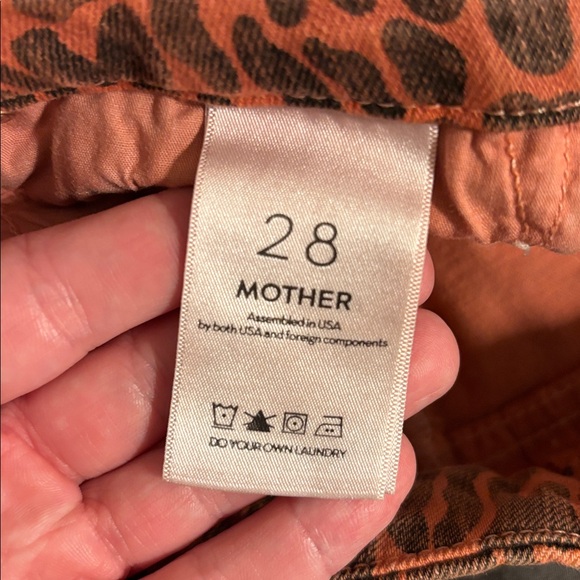 28
MOTHER
Assembled in USA
by both USA and foreign components
DO YOUR OWN LAUNDRY